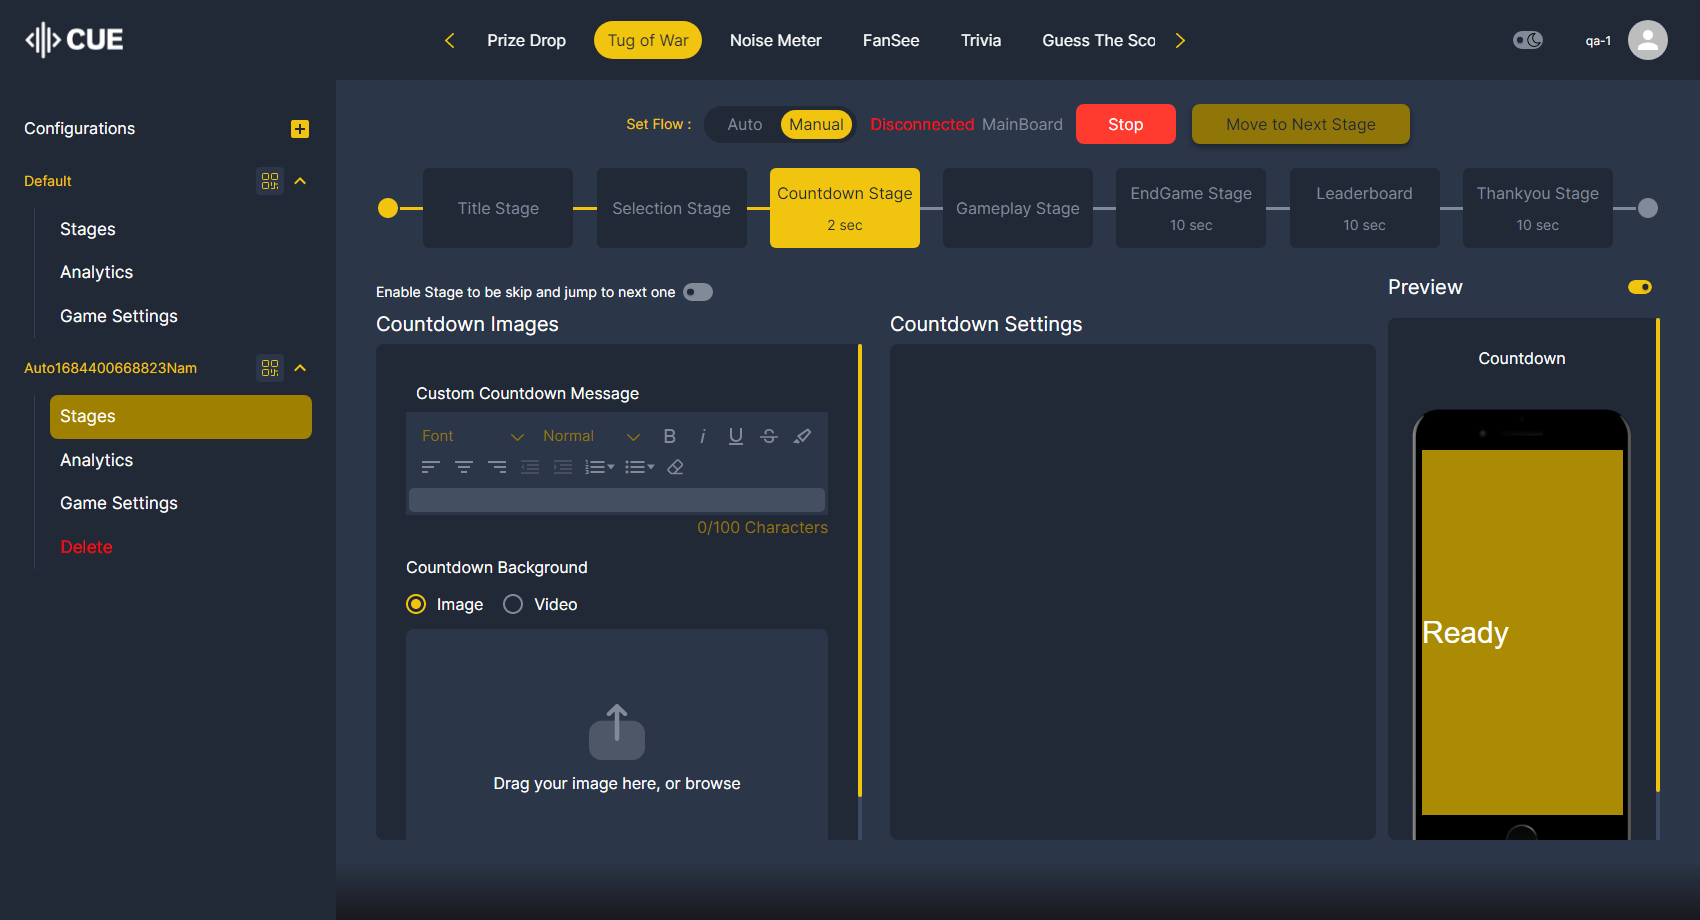 CUE
Prize Drop
Tug of War
Noise Meter
FanSee
Trivia
Guess The Sco
qa-1
Configurations
Default
Stages
Analytics
Game Settings
Auto1684400668823Nam
Stages
Analytics
Game Settings
Delete
Set Flow :
Auto
Manual
Disconnected MainBoard
Stop
Move to Next Stage
Title Stage
Selection Stage
Countdown Stage
2 sec
Gameplay Stage
EndGame Stage
10 sec
Leaderboard
10 sec
Thankyou Stage
10 sec
Enable Stage to be skip and jump to next one
Countdown Images
Custom Countdown Message
Font
Normal
B i U S
0/100 Characters
Countdown Background
Image
Video
Drag your image here, or browse
Countdown Settings
Preview
Countdown
Ready